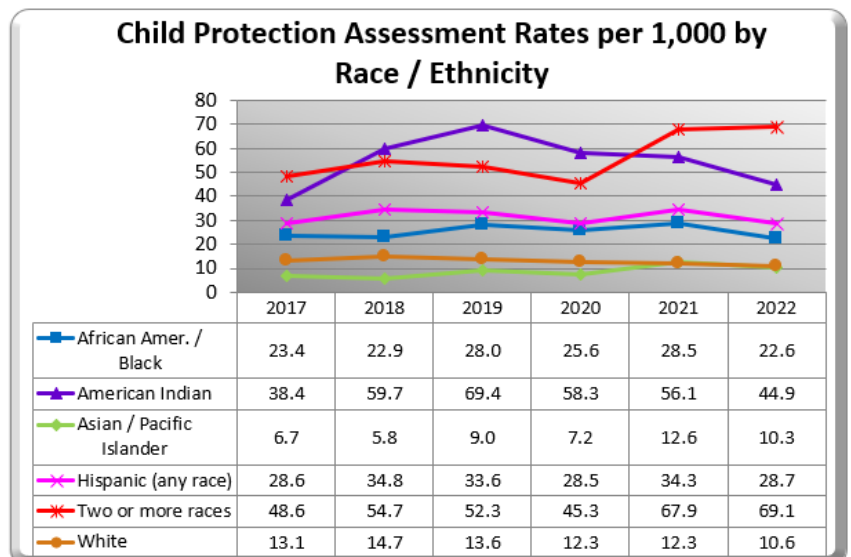 Child Protection Assessment Rates per 1,000 by
Race / Ethnicity
80
70
60
50
40
30
20
10
0
2017 2018 2019 2020 2021 2022
African Amer. /
Black 23.4 22.9 28.0 25.6 28.5 22.6
American Indian 38.4 59.7 69.4 58.3 56.1 44.9
Asian / Pacific
Islander 6.7 5.8 9.0 7.2 12.6 10.3
Hispanic (any race) 28.6 34.8 33.6 28.5 34.3 28.7
Two or more races 48.6 54.7 52.3 45.3 67.9 69.1
White 13.1 14.7 13.6 12.3 12.3 10.6